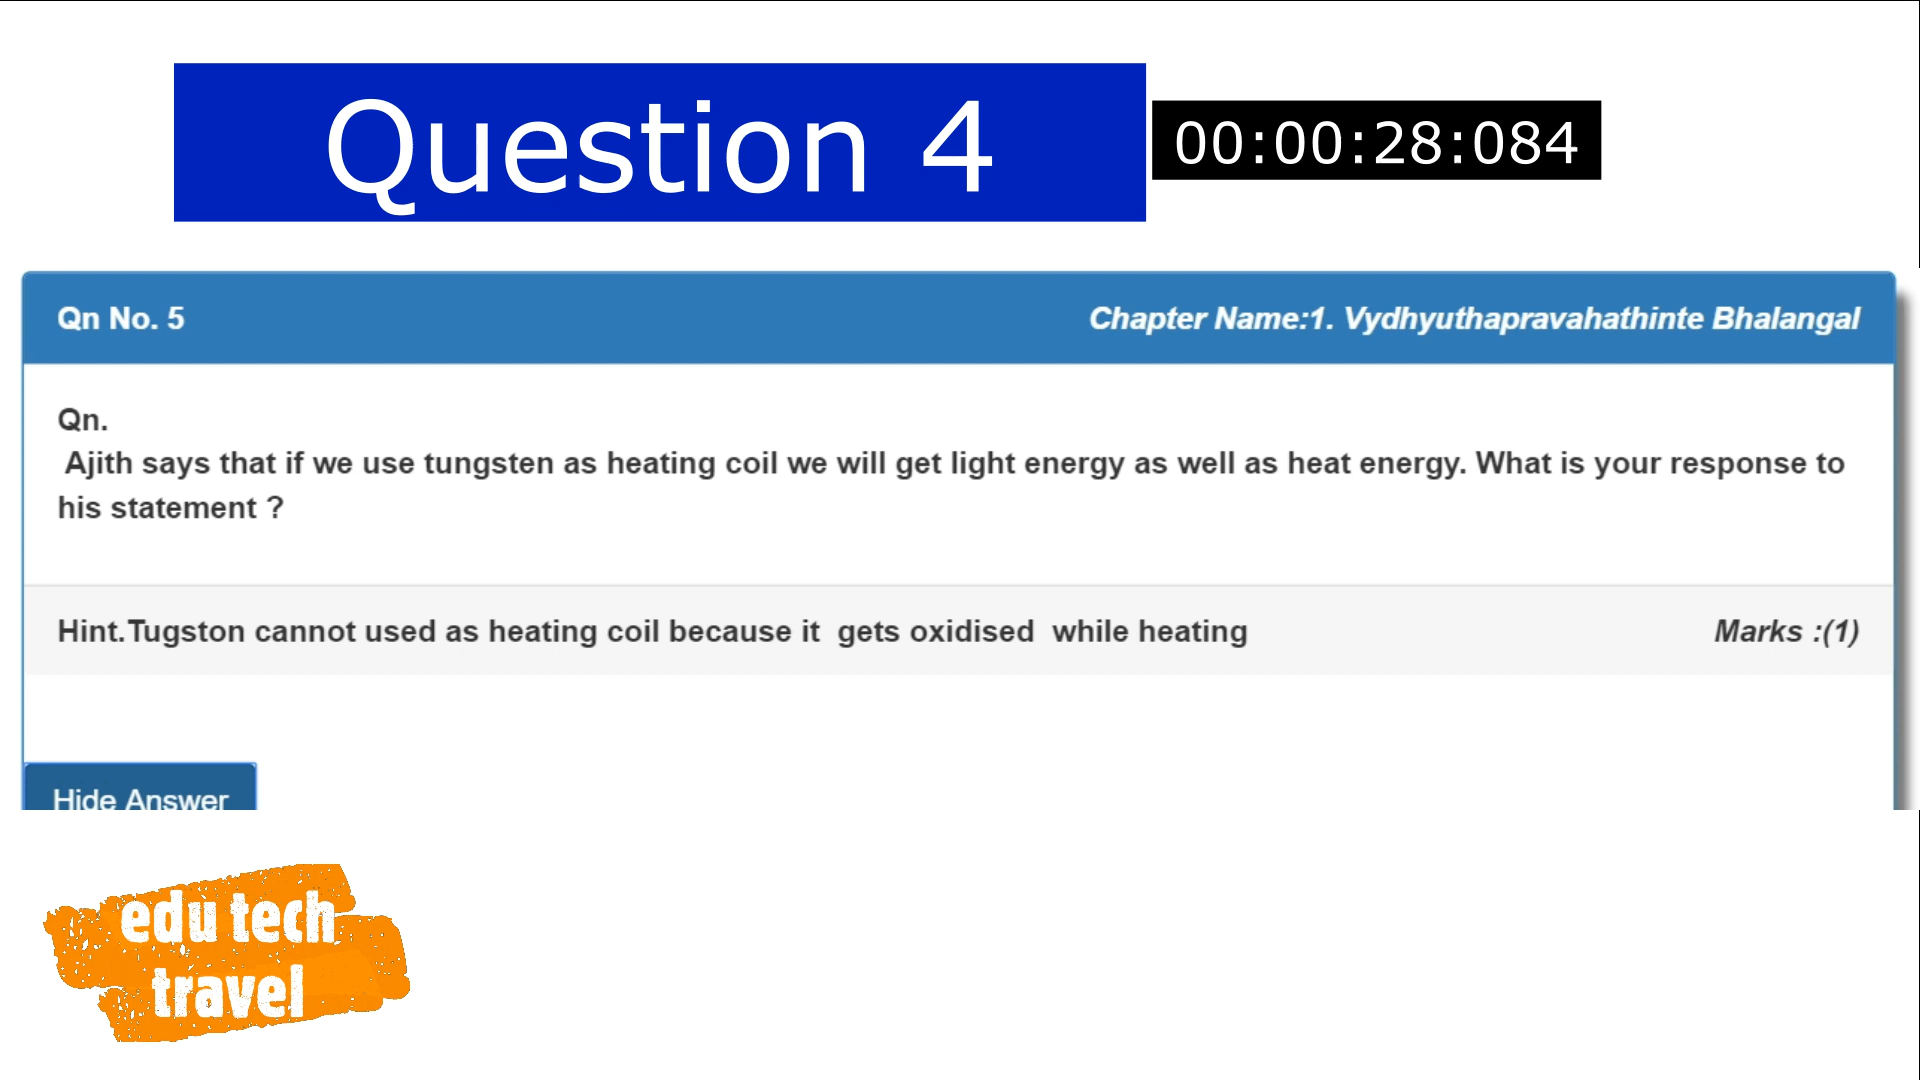 Question 4
00:00:28:084
Qn No. 5
Chapter Name:1. Vydhyuthapravahathinte Bhalangal
Qn.
Ajith says that if we use tungsten as heating coil we will get light energy as well as heat energy. What is your response to
his statement ?
Hint.Tugston cannot used as heating coil because it gets oxidised while heating
Marks :(1)
Hide Answer
edu tech
travel